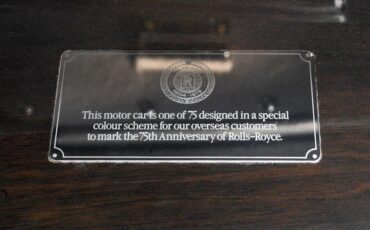 This motor car is one of 75 designed in a special
colour scheme for our overseas customers
to mark the 75th Anniversary of Rolls-Royce.